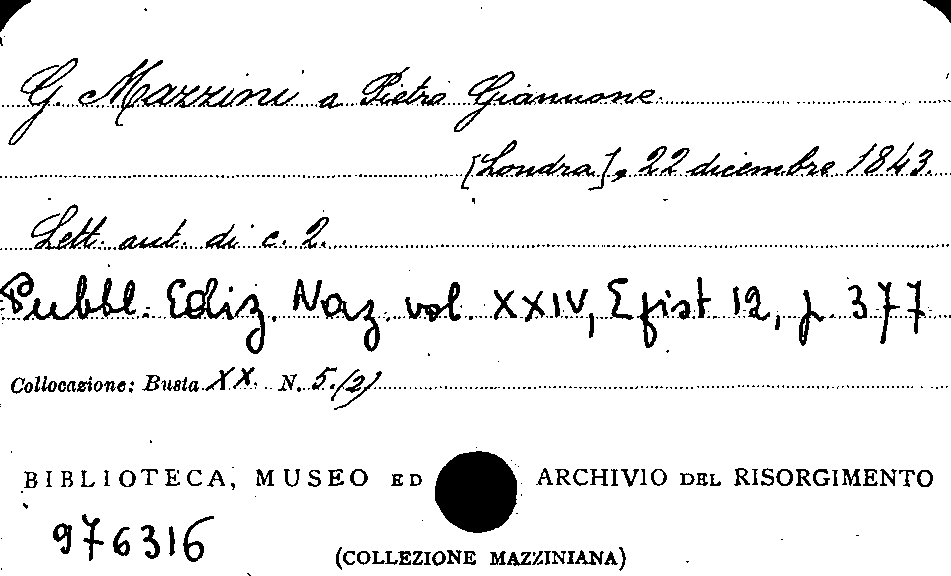 G. Mazzini a Pietro Giannone
[Londra], 22 dicembre 1843.
Lett. aut. di c. 2.
Pubbl. Ediz. Naz. vol. XXIV, Epist 12, p. 377
Collocazione: Busta XX. N. 5.(2)
BIBLIOTECA, MUSEO ED ARCHIVIO DEL RISORGIMENTO
976316
(COLLEZIONE MAZZINIANA)